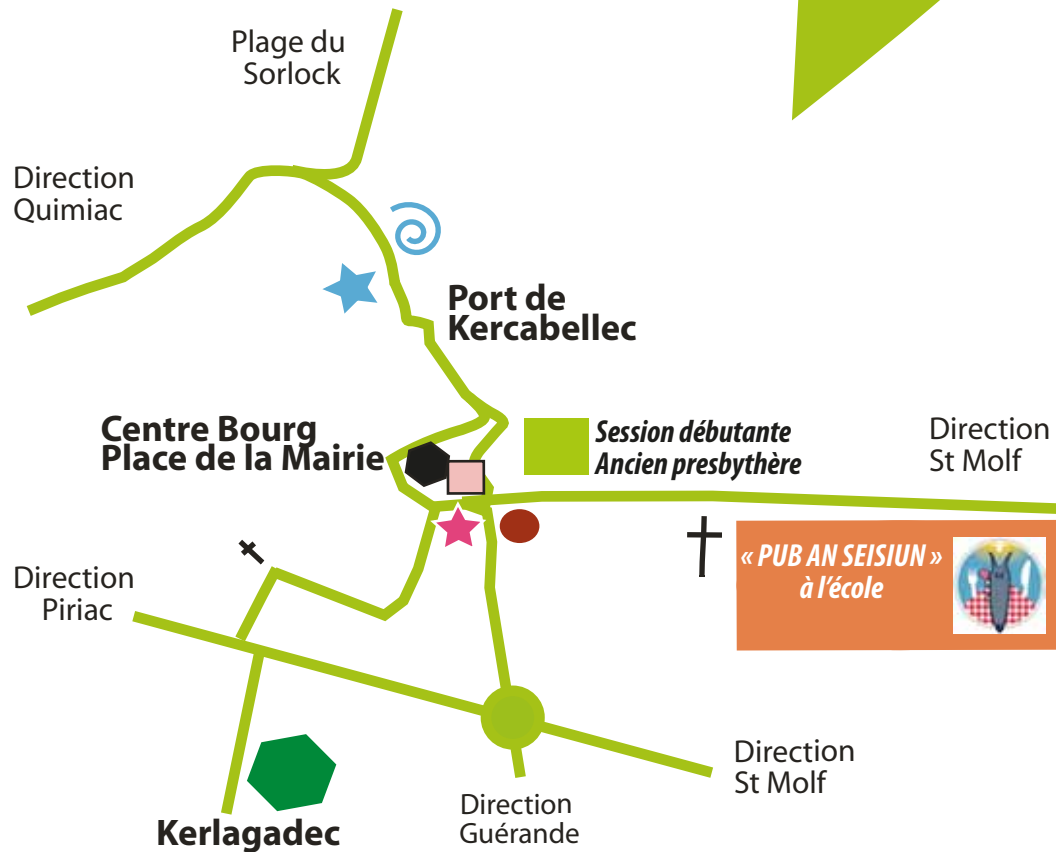 Plage du
Sorlock
Direction
Quimiac
Port de
Kercabellec
Centre Bourg
Place de la Mairie
Session débutante
Ancien presbythère
Direction
St Molf
« PUB AN SEISIUN »
à l'école
Direction
Piriac
Direction
St Molf
Direction
Guérande
Kerlagadec